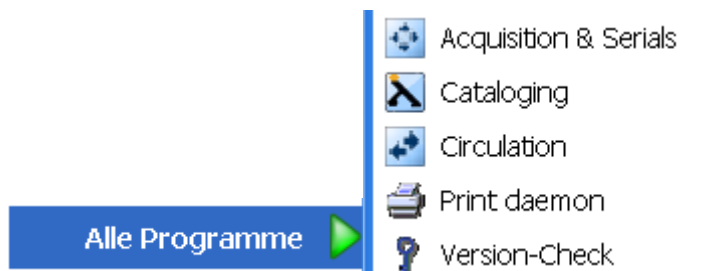 Acquisition & Serials
Cataloging
Circulation
Print daemon
Alle Programme
Version-Check